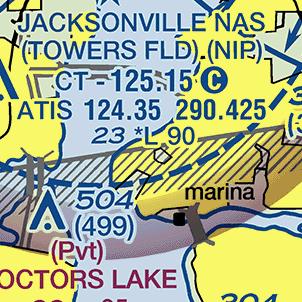 JACKSONVILLE NAS
(TOWERS FLD) (NIP)
CT - 125.15 C
ATIS 124.35 290.425
23 *L 90
marina
504
(499)
(Pvt)
OCTORS LAKE